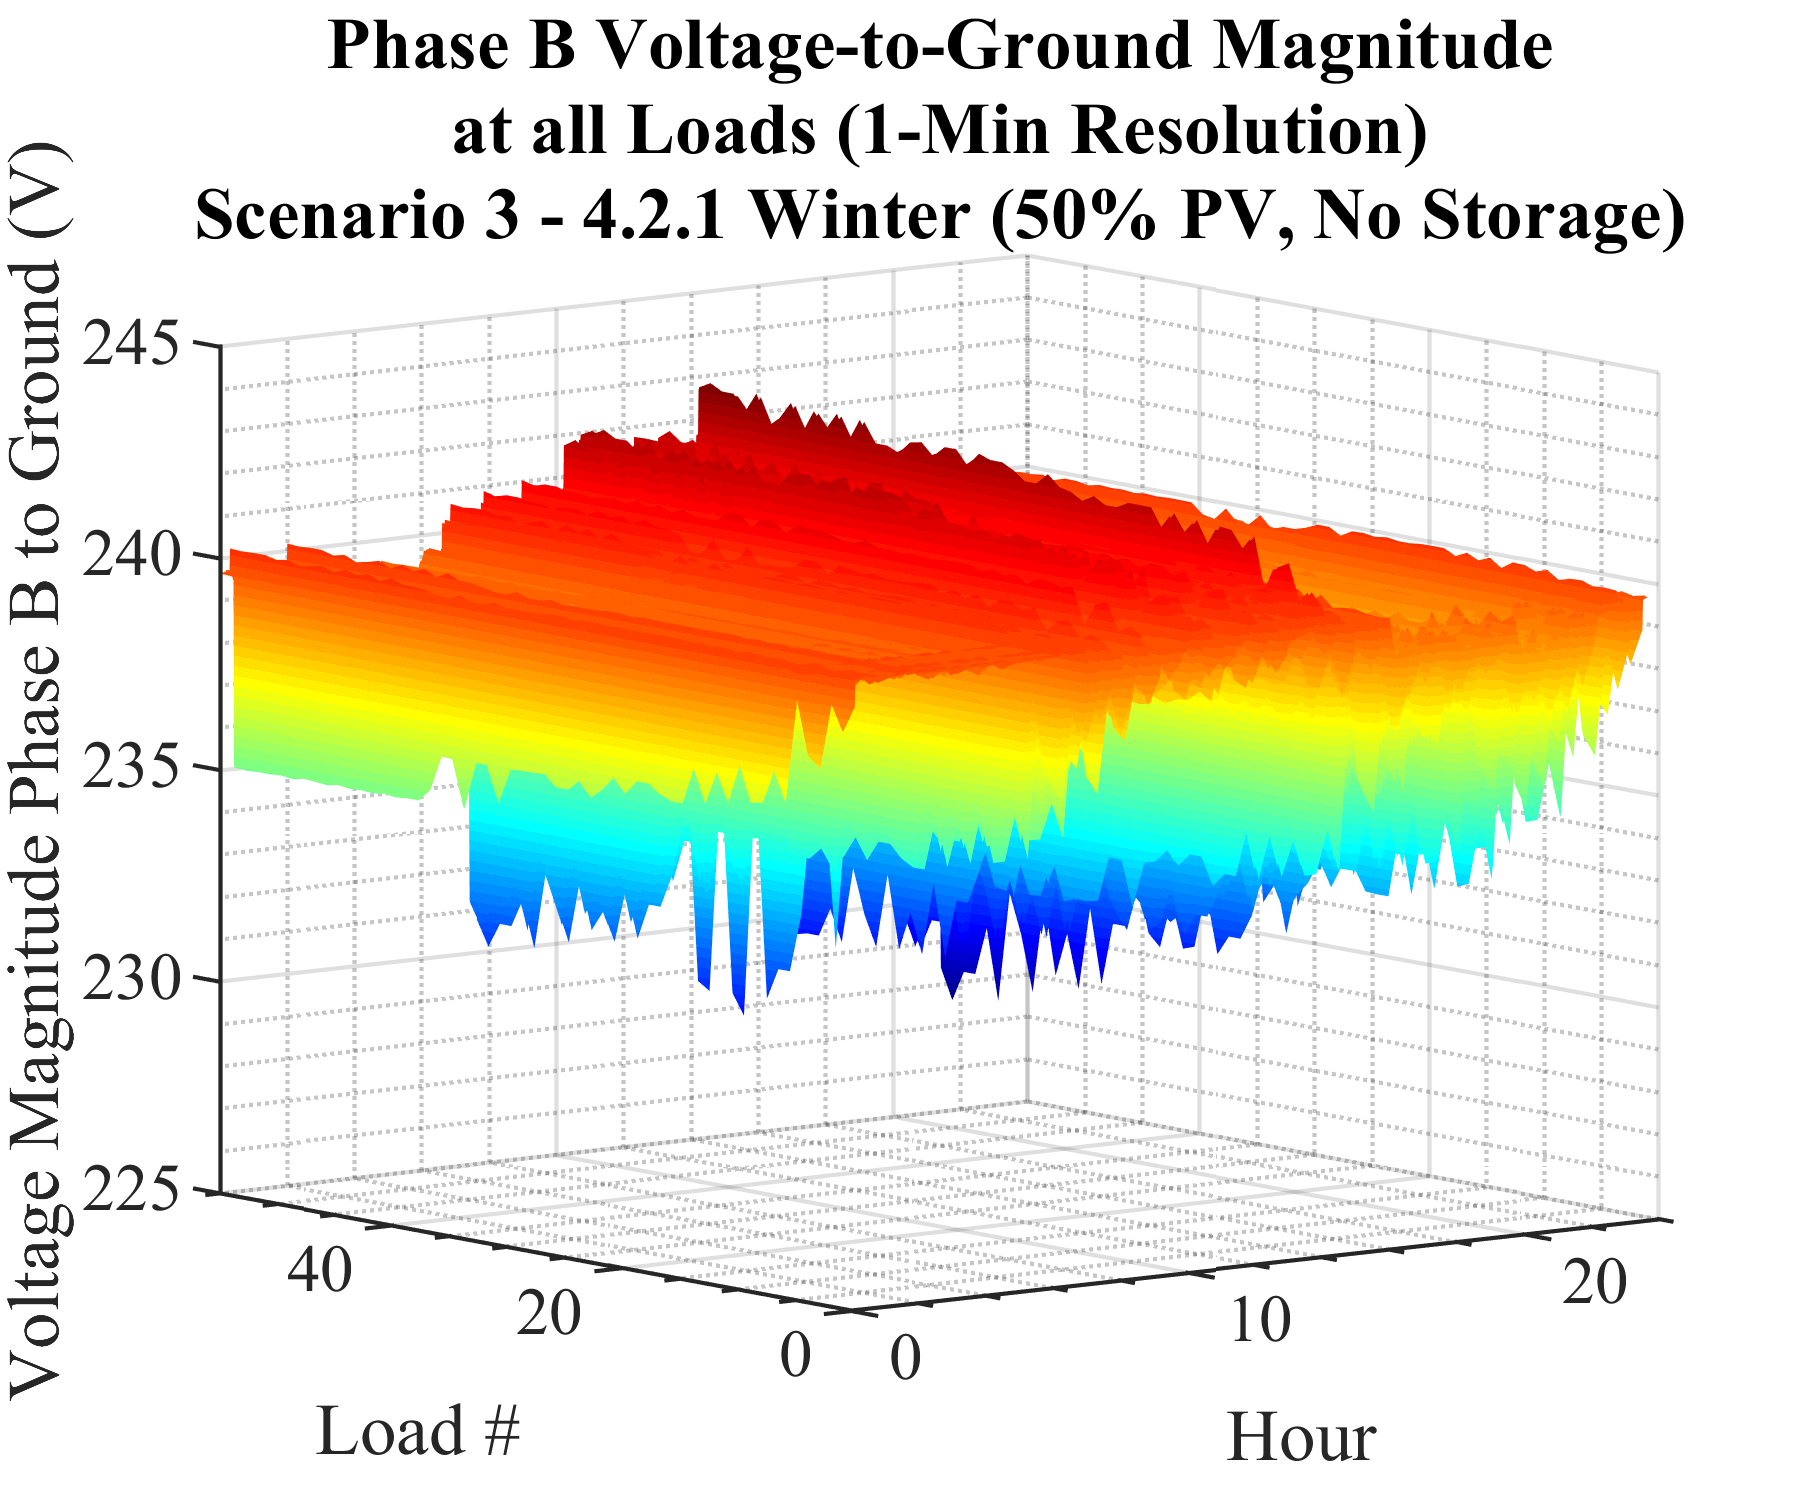 Phase B Voltage-to-Ground Magnitude
at all Loads (1-Min Resolution)
Scenario 3 - 4.2.1 Winter (50% PV, No Storage)
Voltage Magnitude Phase B to Ground (V)
245
240
235
230
225
40
20
0
0
10
20
Load #
Hour